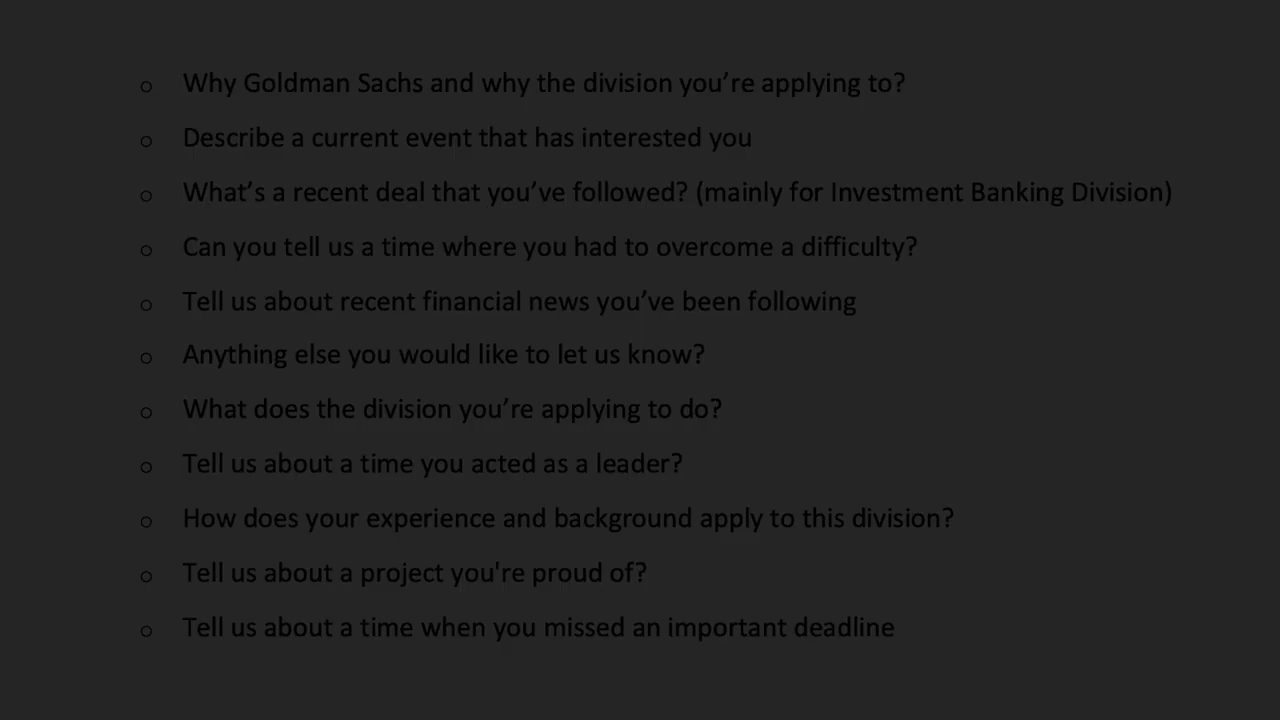 o Why Goldman Sachs and why the division you’re applying to?
o Describe a current event that has interested you
o What’s a recent deal that you’ve followed? (mainly for Investment Banking Division)
o Can you tell us a time where you had to overcome a difficulty?
o Tell us about recent financial news you’ve been following
o Anything else you would like to let us know?
o What does the division you’re applying to do?
o Tell us about a time you acted as a leader?
o How does your experience and background apply to this division?
o Tell us about a project you're proud of?
o Tell us about a time when you missed an important deadline